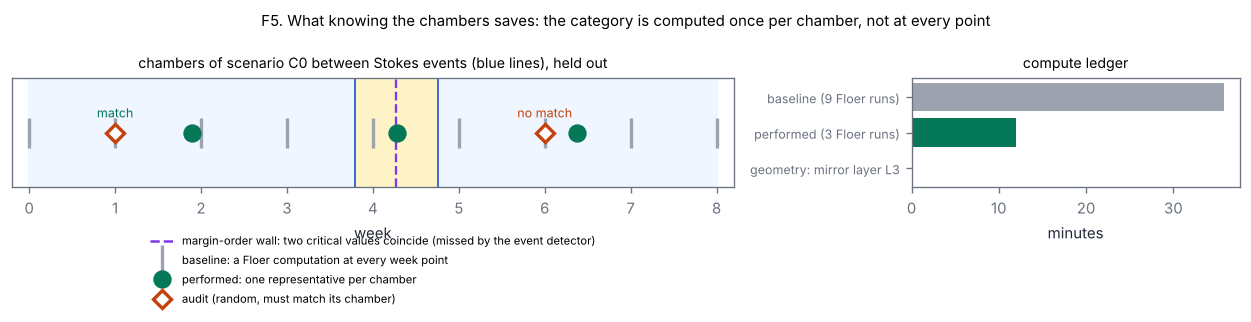 F5. What knowing the chambers saves: the category is computed once per chamber, not at every point
chambers of scenario C0 between Stokes events (blue lines), held out
match
no match
0 1 2 3 4 5 6 7 8
week
margin-order wall: two critical values coincide (missed by the event detector)
baseline: a Floer computation at every week point
performed: one representative per chamber
audit (random, must match its chamber)
compute ledger
baseline (9 Floer runs)
performed (3 Floer runs)
geometry: mirror layer L3
0 10 20 30
minutes